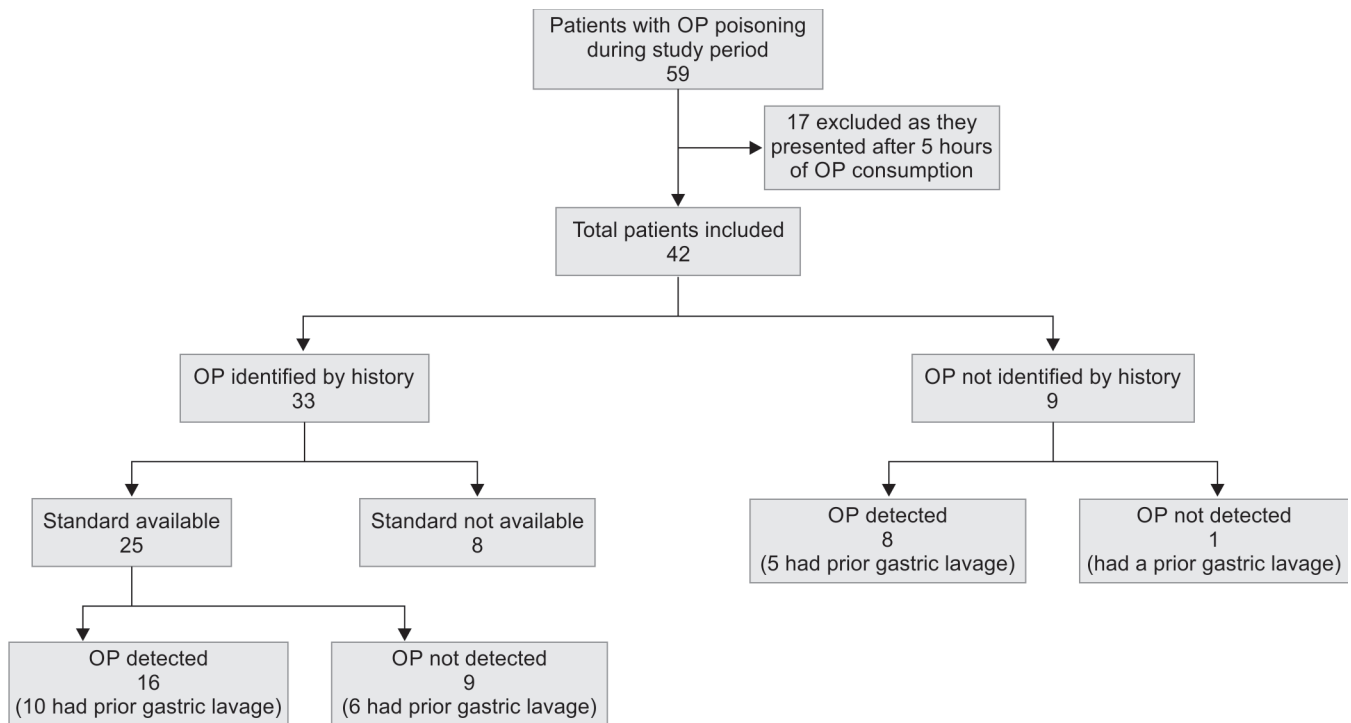 Patients with OP poisoning
during study period
59
17 excluded as they
presented after 5 hours
of OP consumption
Total patients included
42
OP identified by history
33
OP not identified by history
9
Standard available
25
Standard not available
8
OP detected
8
(5 had prior gastric lavage)
OP not detected
1
(had a prior gastric lavage)
OP detected
16
(10 had prior gastric lavage)
OP not detected
9
(6 had prior gastric lavage)